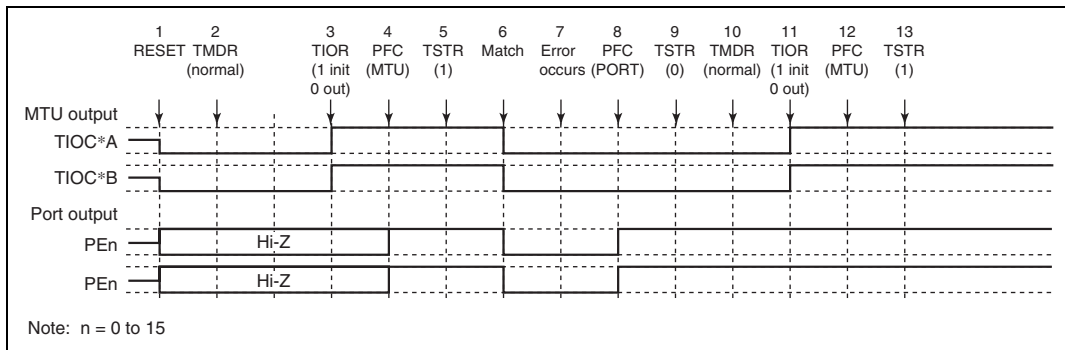 1 2 3 4 5 6 7 8 9 10 11 12 13
RESET TMDR TIOR PFC TSTR Match Error PFC TSTR TMDR TIOR PFC TSTR
(normal) (1 init (MTU) (1) occurs (PORT) (0) (normal) (1 init (MTU) (1)
0 out) 0 out)
MTU output
TIOC*A
TIOC*B
Port output
PEn Hi-Z
PEn Hi-Z
Note: n = 0 to 15